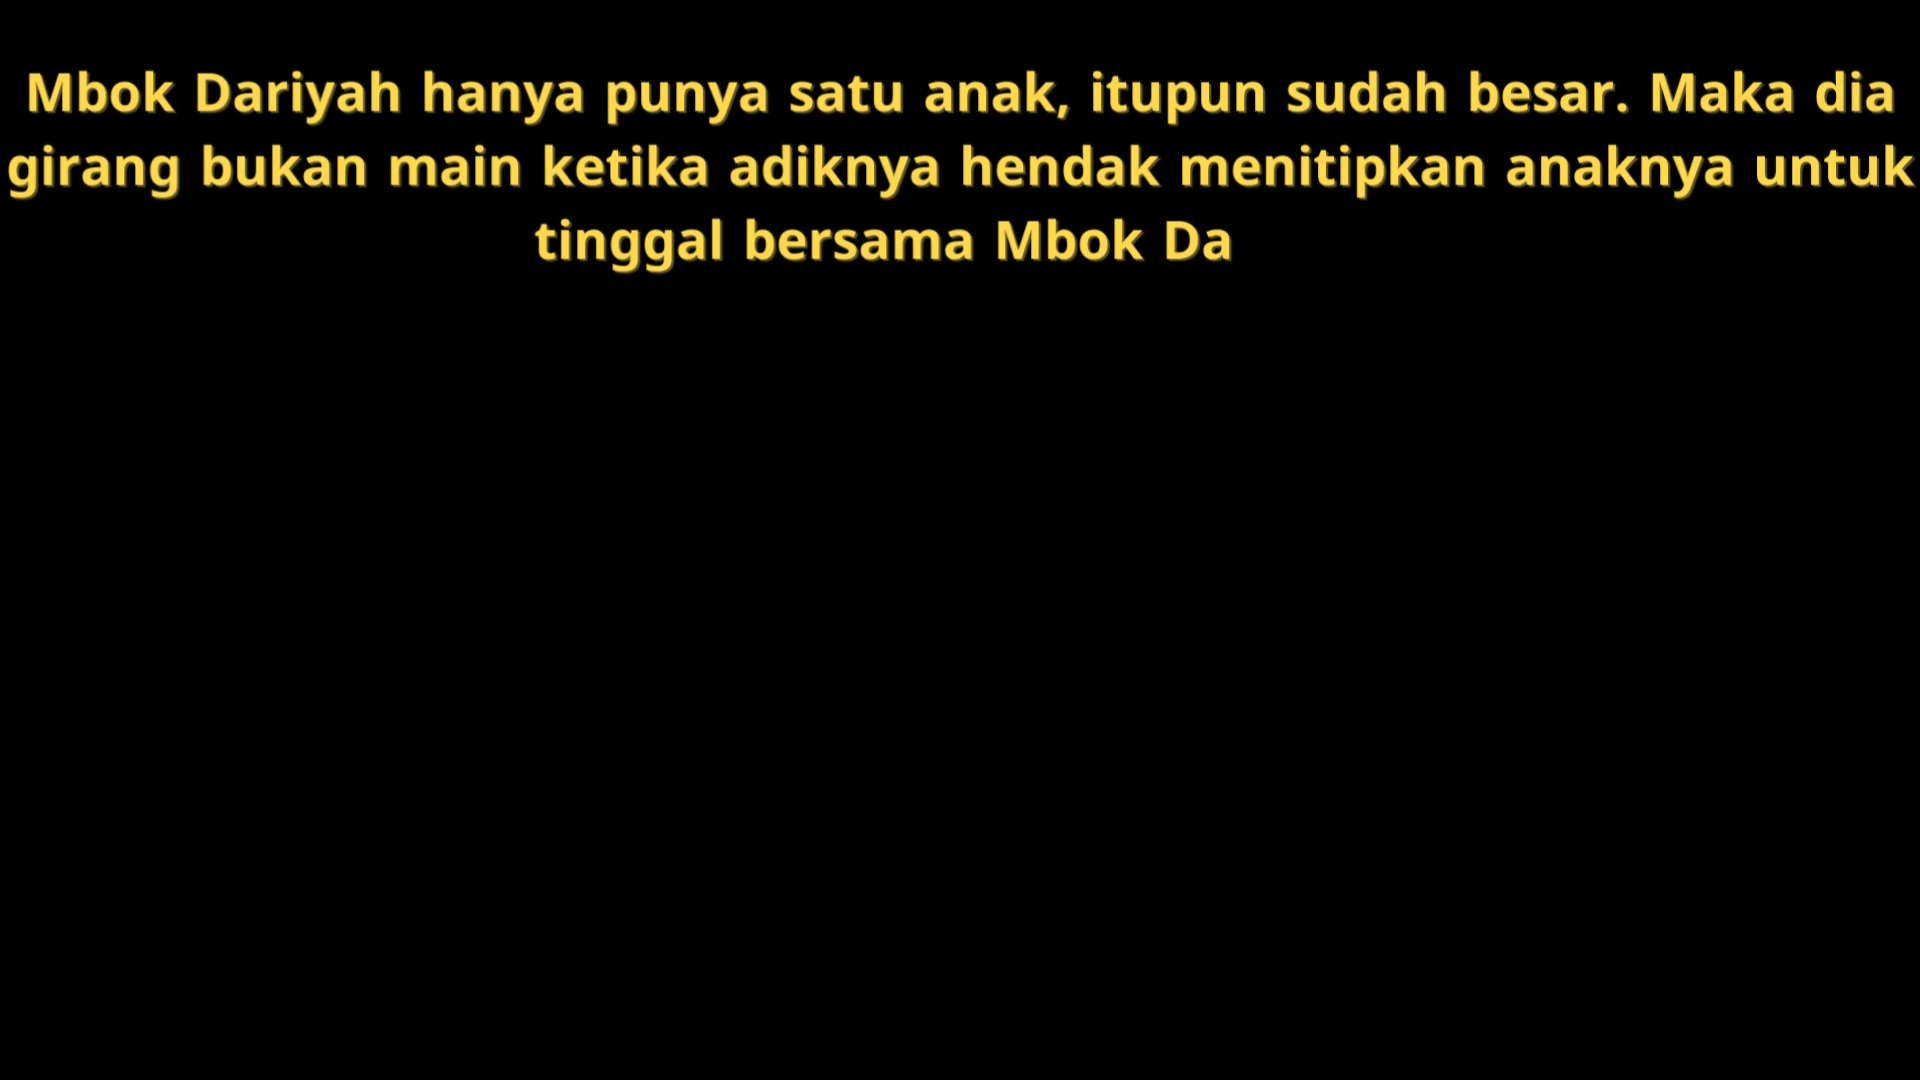 Mbok Dariyah hanya punya satu anak, itupun sudah besar. Maka dia
girang bukan main ketika adiknya hendak menitipkan anaknya untuk
tinggal bersama Mbok Da